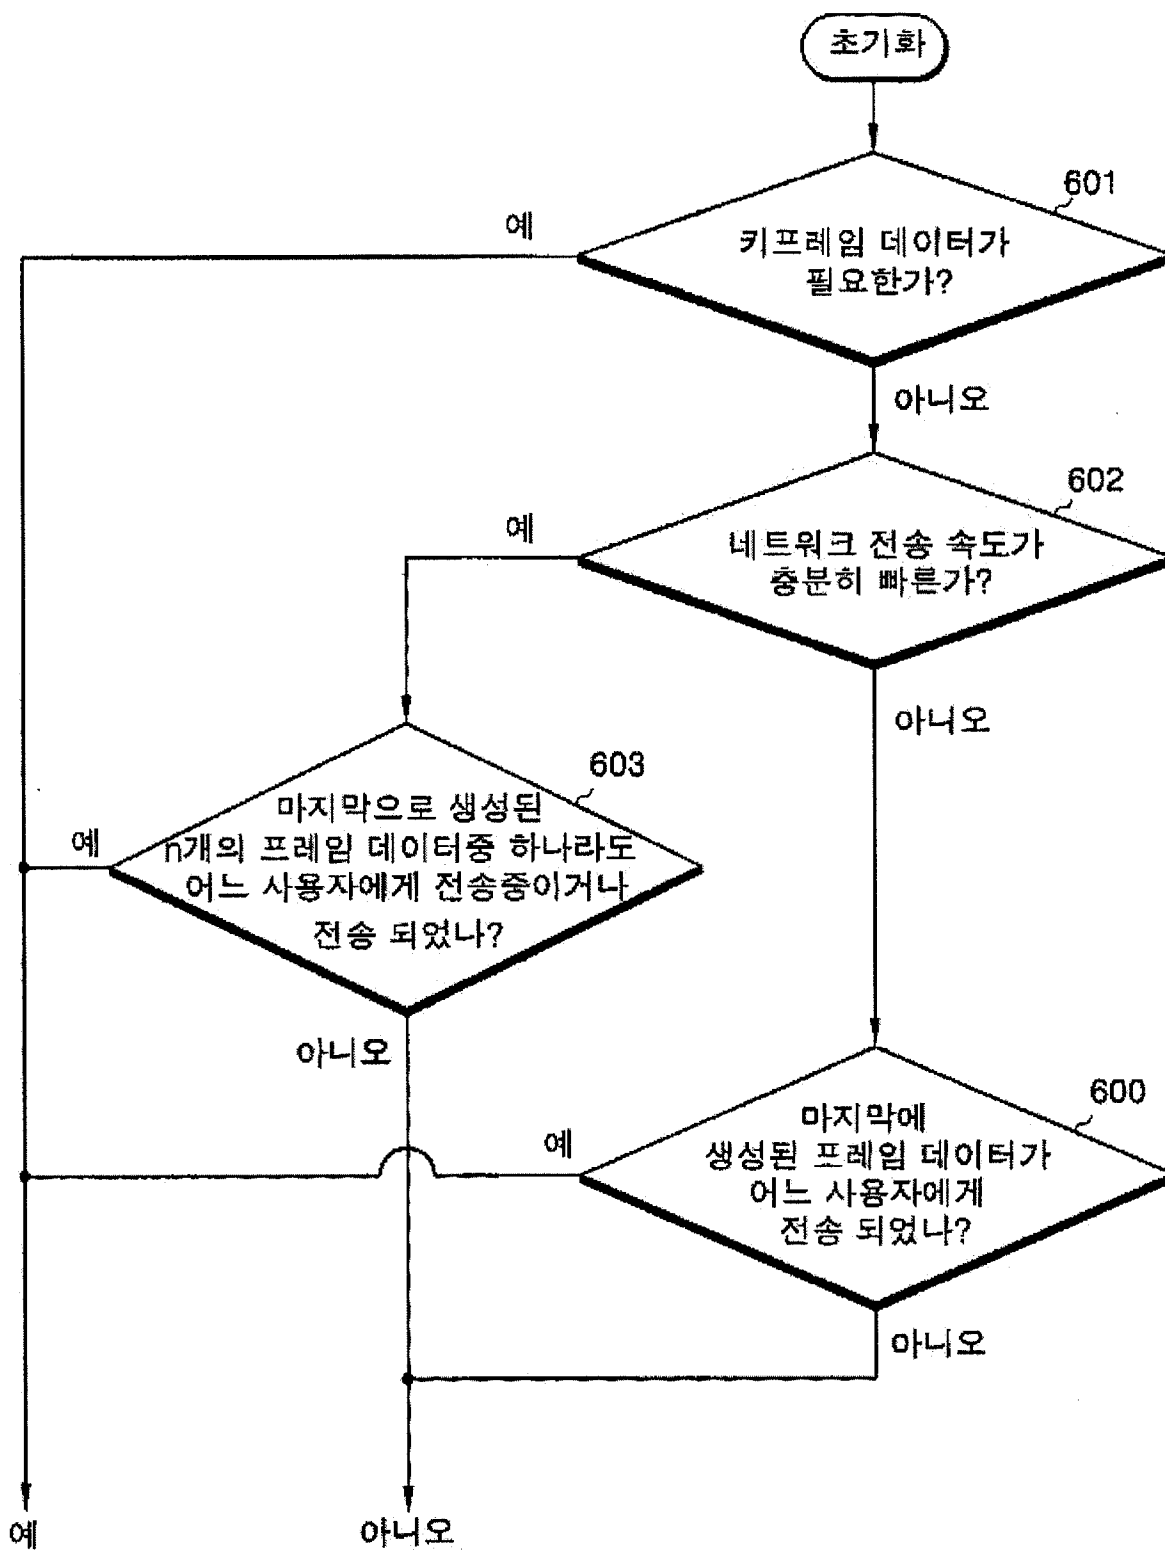 초기화
601
예
키프레임 데이터가
필요한가?
아니오
602
예
네트워크 전송 속도가
충분히 빠른가?
아니오
603
마지막으로 생성된
예
n개의 프레임 데이터중 하나라도
어느 사용자에게 전송중이거나
전송 되었나?
아니오
600
마지막에
예
생성된 프레임 데이터가
어느 사용자에게
전송 되었나?
아니오
예
아니오